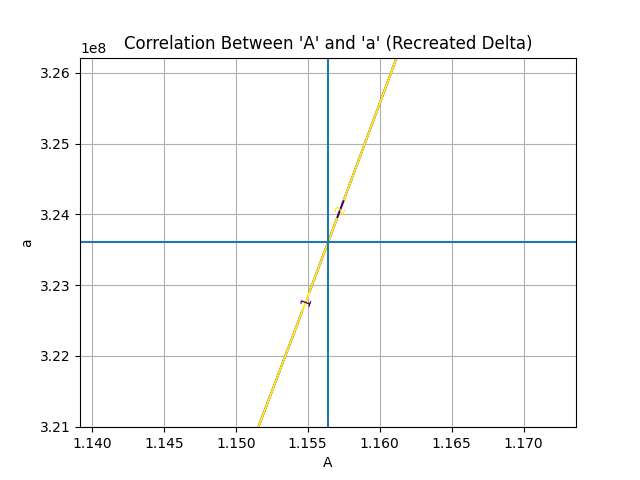 Correlation Between 'A' and 'a' (Recreated Delta)
1e8
3.26
3.25
3.24
3.23
3.22
3.21
a
1
1.140 1.145 1.150 1.155 1.160 1.165 1.170
A